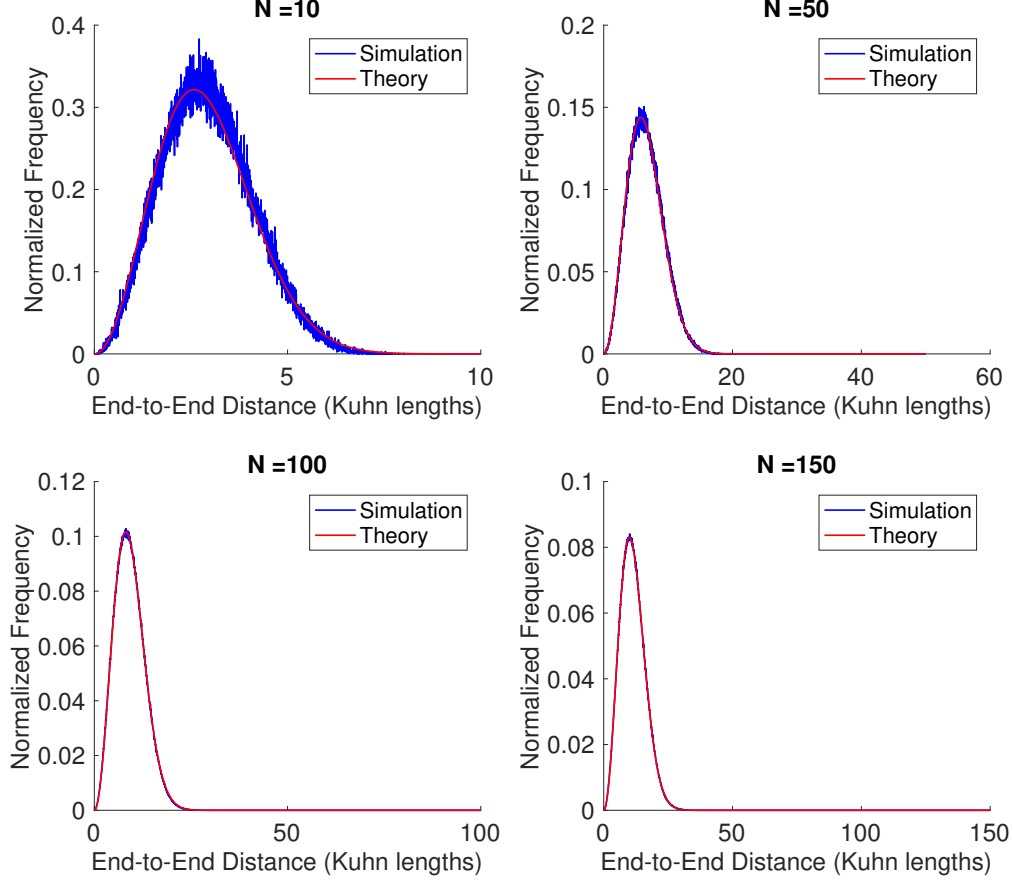 N =10
0.4
0.3
0.2
0.1
0
0
5
10
Normalized Frequency
End-to-End Distance (Kuhn lengths)
Simulation
Theory
N =50
0.15
0.1
0.05
0
0
20
40
60
Normalized Frequency
End-to-End Distance (Kuhn lengths)
Simulation
Theory
N =100
0.12
0.1
0.08
0.06
0.04
0.02
0
0
50
100
Normalized Frequency
End-to-End Distance (Kuhn lengths)
Simulation
Theory
N =150
0.1
0.08
0.06
0.04
0.02
0
0
50
100
150
Normalized Frequency
End-to-End Distance (Kuhn lengths)
Simulation
Theory